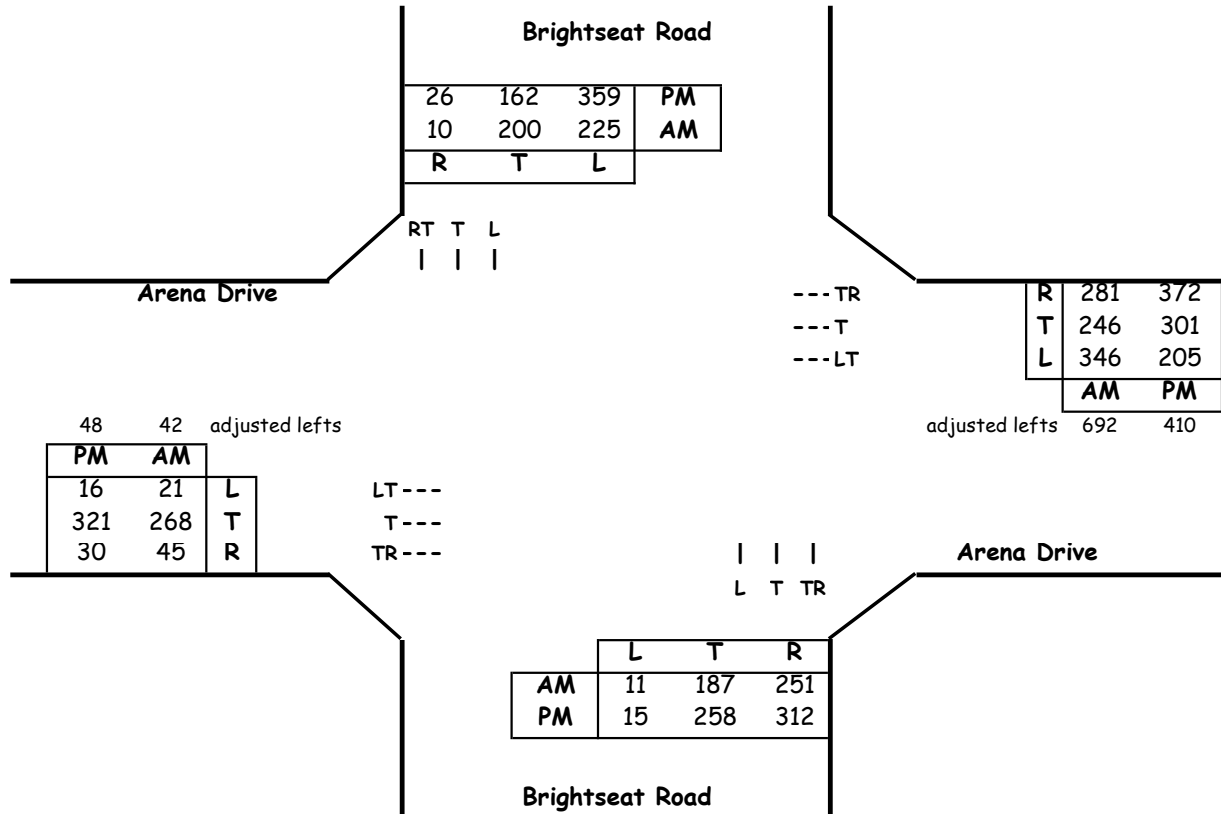 Brightseat Road
26 162 359 PM
10 200 225 AM
R T L
RT T L
Arena Drive
---TR
---T
---LT
R 281 372
T 246 301
L 346 205
AM PM
adjusted lefts 692 410
48 42 adjusted lefts
PM AM
16 21 L
321 268 T
30 45 R
LT---
T---
TR---
L T TR
Arena Drive
L T R
AM 11 187 251
PM 15 258 312
Brightseat Road